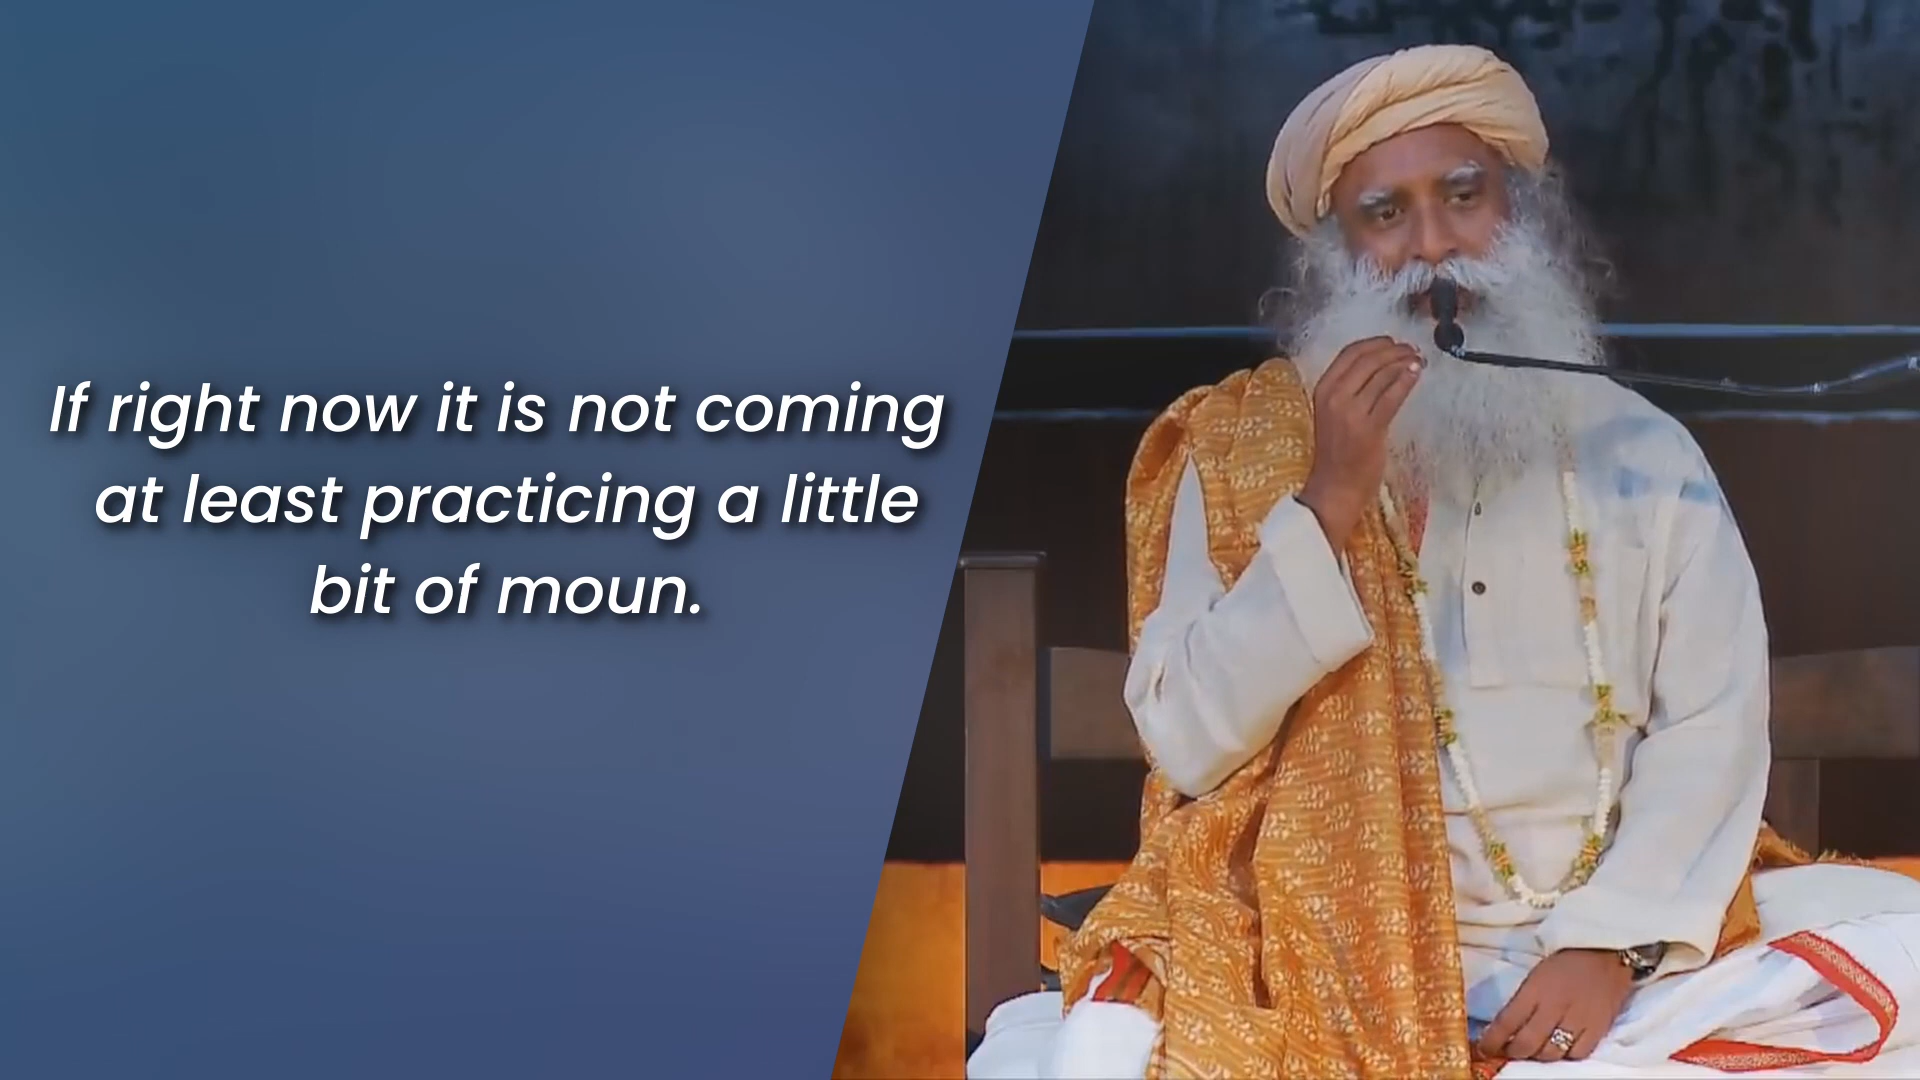 If right now it is not coming
at least practicing a little
bit of moun.